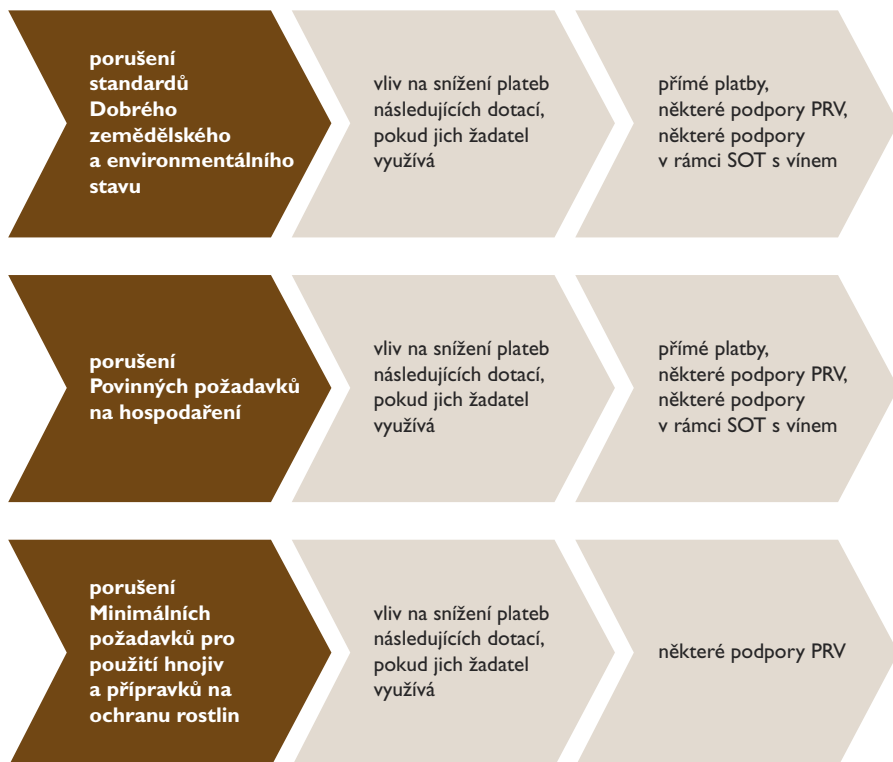 porušení
standardů
Dobrého
zemědělského
a environmentálního
stavu
vliv na snížení plateb
následujících dotací,
pokud jich žadatel
využívá
přímé platby,
některé podpory PRV,
některé podpory
v rámci SOT s vínem
porušení
Povinných požadavků
na hospodaření
vliv na snížení plateb
následujících dotací,
pokud jich žadatel
využívá
přímé platby,
některé podpory PRV,
některé podpory
v rámci SOT s vínem
porušení
Minimálních
požadavků pro
použití hnojiv
a přípravků na
ochranu rostlin
vliv na snížení plateb
následujících dotací,
pokud jich žadatel
využívá
některé podpory PRV